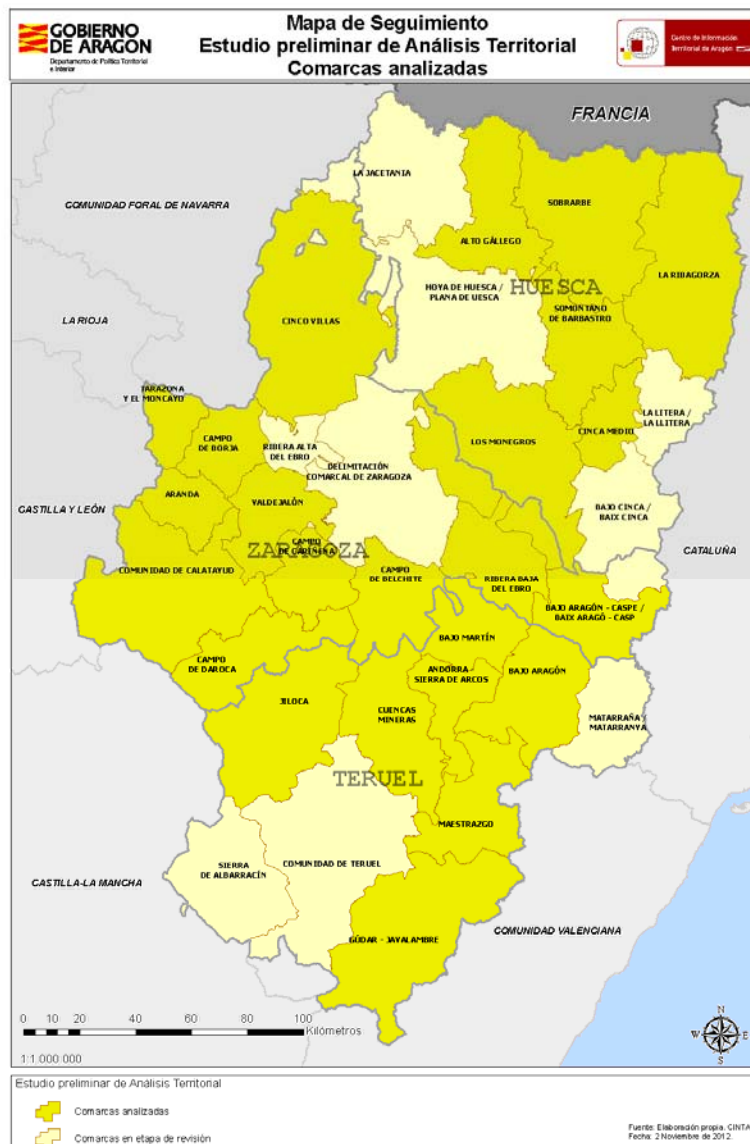 GOBIERNO
DE ARAGON
Departamento de Política Territorial
e Interior
Mapa de Seguimiento
Estudio preliminar de Análisis Territorial
Comarcas analizadas
Centro de Información
Territorial de Aragón
FRANCIA
LA JACETANIA
COMUNIDAD FORAL DE NAVARRA
SOBRARBE
ALTO GÁLLEGO
LA RIBAGORZA
HOYA DE HUESCA /
PLANA DE UESCA
HUESCA
SOMONTANO
DE BARBASTRO
LA RIOJA
CINCO VILLAS
TARAZONA
Y EL MONCAYO
LA LITERA /
LA LLITERA
CAMPO
DE BORJA
RIBERA ALTA
DEL EBRO
LOS MONEGROS
CINCA MEDIO
DELIMITACIÓN
COMARCAL DE ZARAGOZA
ARANDA
VALDEJALÓN
BAJO CINCA /
BAIX CINCA
CASTILLA Y LEÓN
CAMPO
DE CARIÑENA
ZARAGOZA
CATALUÑA
COMUNIDAD DE CALATAYUD
CAMPO
DE BELCHITE
RIBERA BAJA
DEL EBRO
BAJO ARAGÓN - CASPE /
BAIX ARAGÓ - CASP
BAJO MARTÍN
CAMPO
DE DAROCA
ANDORRA -
SIERRA DE ARCOS
BAJO ARAGÓN
JILOCA
CUENCAS
MINERAS
MATARRAÑA /
MATARRANYA
TERUEL
MAESTRAZGO
SIERRA
DE ALBARRACÍN
COMUNIDAD DE TERUEL
CASTILLA-LA MANCHA
COMUNIDAD VALENCIANA
GÚDAR - JAVALAMBRE
0 10 20 40 60 80 100
Kilómetros
1:1.000.000
N
W E
S
Estudio preliminar de Análisis Territorial
Comarcas analizadas
Comarcas en etapa de revisión
Fuente: Elaboración propia. CINTA
Fecha: 2 Noviembre de 2012